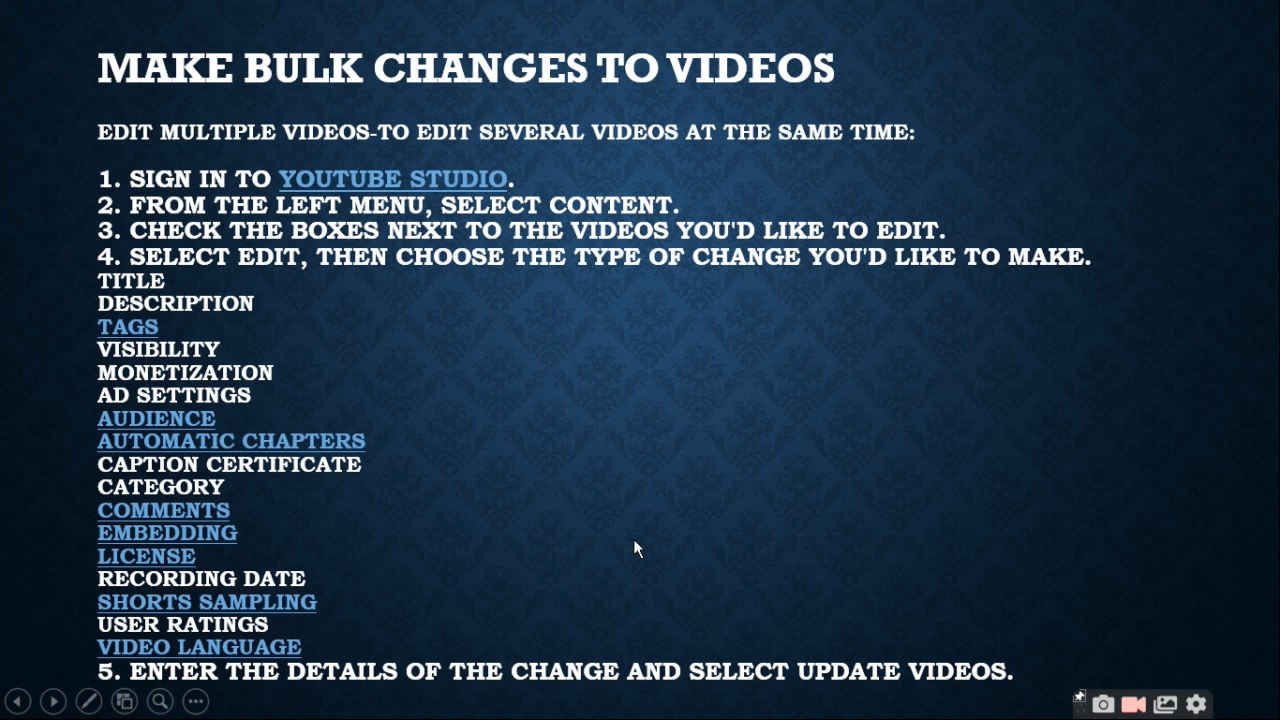 MAKE BULK CHANGES TO VIDEOS
EDIT MULTIPLE VIDEOS-TO EDIT SEVERAL VIDEOS AT THE SAME TIME:
1. SIGN IN TO YOUTUBE STUDIO.
2. FROM THE LEFT MENU, SELECT CONTENT.
3. CHECK THE BOXES NEXT TO THE VIDEOS YOU'D LIKE TO EDIT.
4. SELECT EDIT, THEN CHOOSE THE TYPE OF CHANGE YOU'D LIKE TO MAKE.
TITLE
DESCRIPTION
TAGS
VISIBILITY
MONETIZATION
AD SETTINGS
AUDIENCE
AUTOMATIC CHAPTERS
CAPTION CERTIFICATE
CATEGORY
COMMENTS
EMBEDDING
LICENSE
RECORDING DATE
SHORTS SAMPLING
USER RATINGS
VIDEO LANGUAGE
5. ENTER THE DETAILS OF THE CHANGE AND SELECT UPDATE VIDEOS.